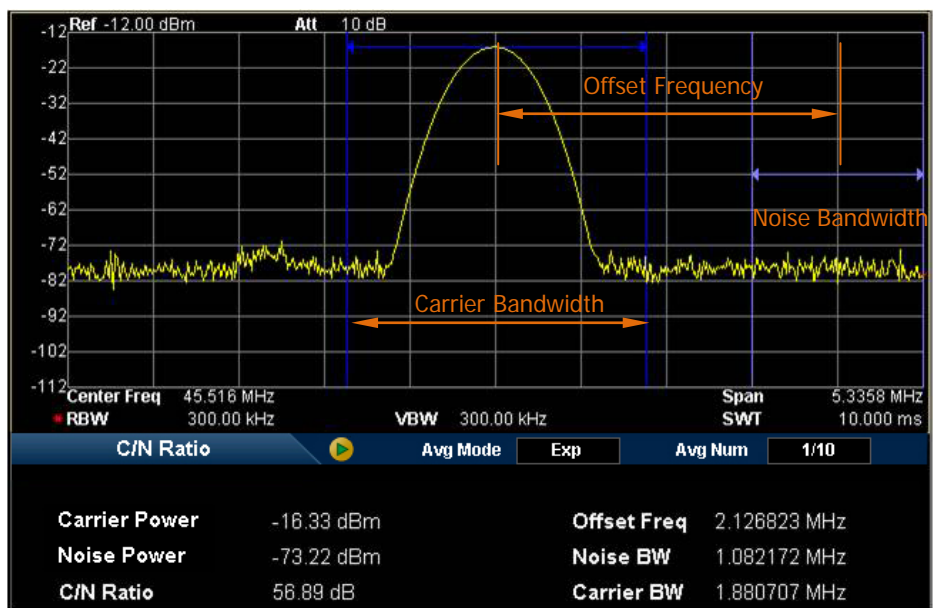 Ref -12.00 dBm Att 10 dB
-12
-22
Offset Frequency
-32
-42
-52
-62
Noise Bandwidth
-72
-82
Carrier Bandwidth
-92
-102
-112
Center Freq 45.516 MHz Span 5.3358 MHz
RBW 300.00 kHz VBW 300.00 kHz SWT 10.000 ms
C/N Ratio Avg Mode Exp Avg Num 1/10
Carrier Power -16.33 dBm Offset Freq 2.126823 MHz
Noise Power -73.22 dBm Noise BW 1.082172 MHz
C/N Ratio 56.89 dB Carrier BW 1.880707 MHz